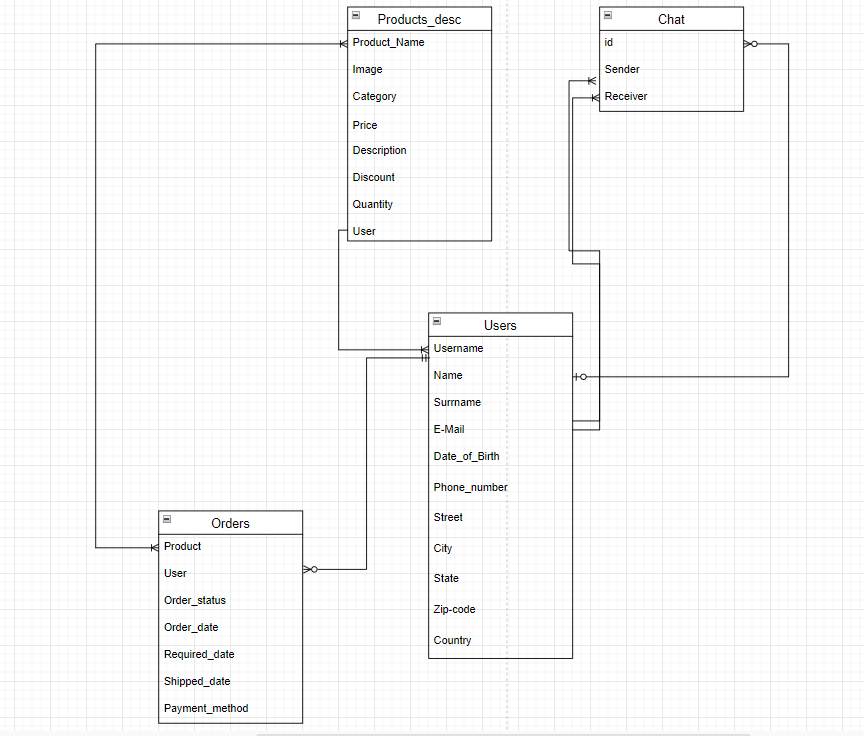 Products_desc
Product_Name
Image
Category
Price
Description
Discount
Quantity
User
Chat
id
Sender
Receiver
Users
Username
Name
Surrname
E-Mail
Date_of_Birth
Phone_number
Street
City
State
Zip-code
Country
Orders
Product
User
Order_status
Order_date
Required_date
Shipped_date
Payment_method